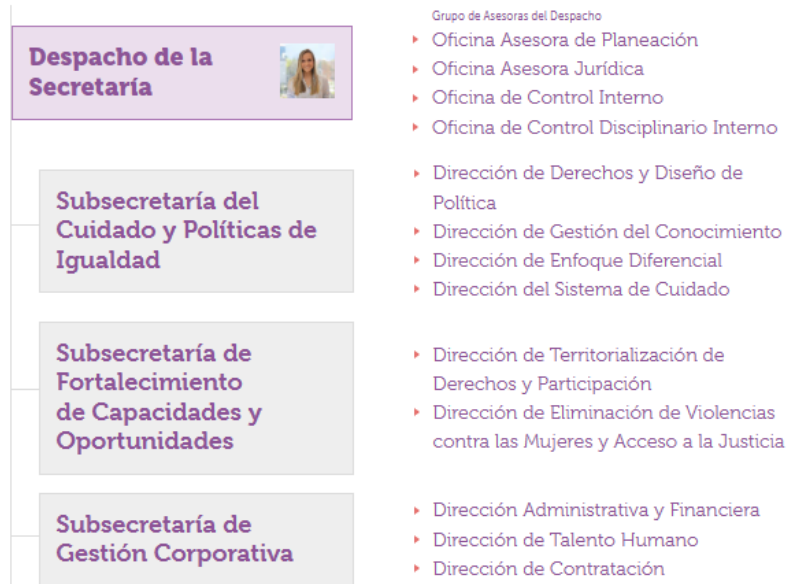 Grupo de Asesoras del Despacho
Despacho de la
Secretaría
Oficina Asesora de Planeación
Oficina Asesora Jurídica
Oficina de Control Interno
Oficina de Control Disciplinario Interno
Subsecretaría del
Cuidado y Políticas de
Igualdad
Dirección de Derechos y Diseño de
Política
Dirección de Gestión del Conocimiento
Dirección de Enfoque Diferencial
Dirección del Sistema de Cuidado
Subsecretaría de
Fortalecimiento
de Capacidades y
Oportunidades
Dirección de Territorialización de
Derechos y Participación
Dirección de Eliminación de Violencias
contra las Mujeres y Acceso a la Justicia
Subsecretaría de
Gestión Corporativa
Dirección Administrativa y Financiera
Dirección de Talento Humano
Dirección de Contratación